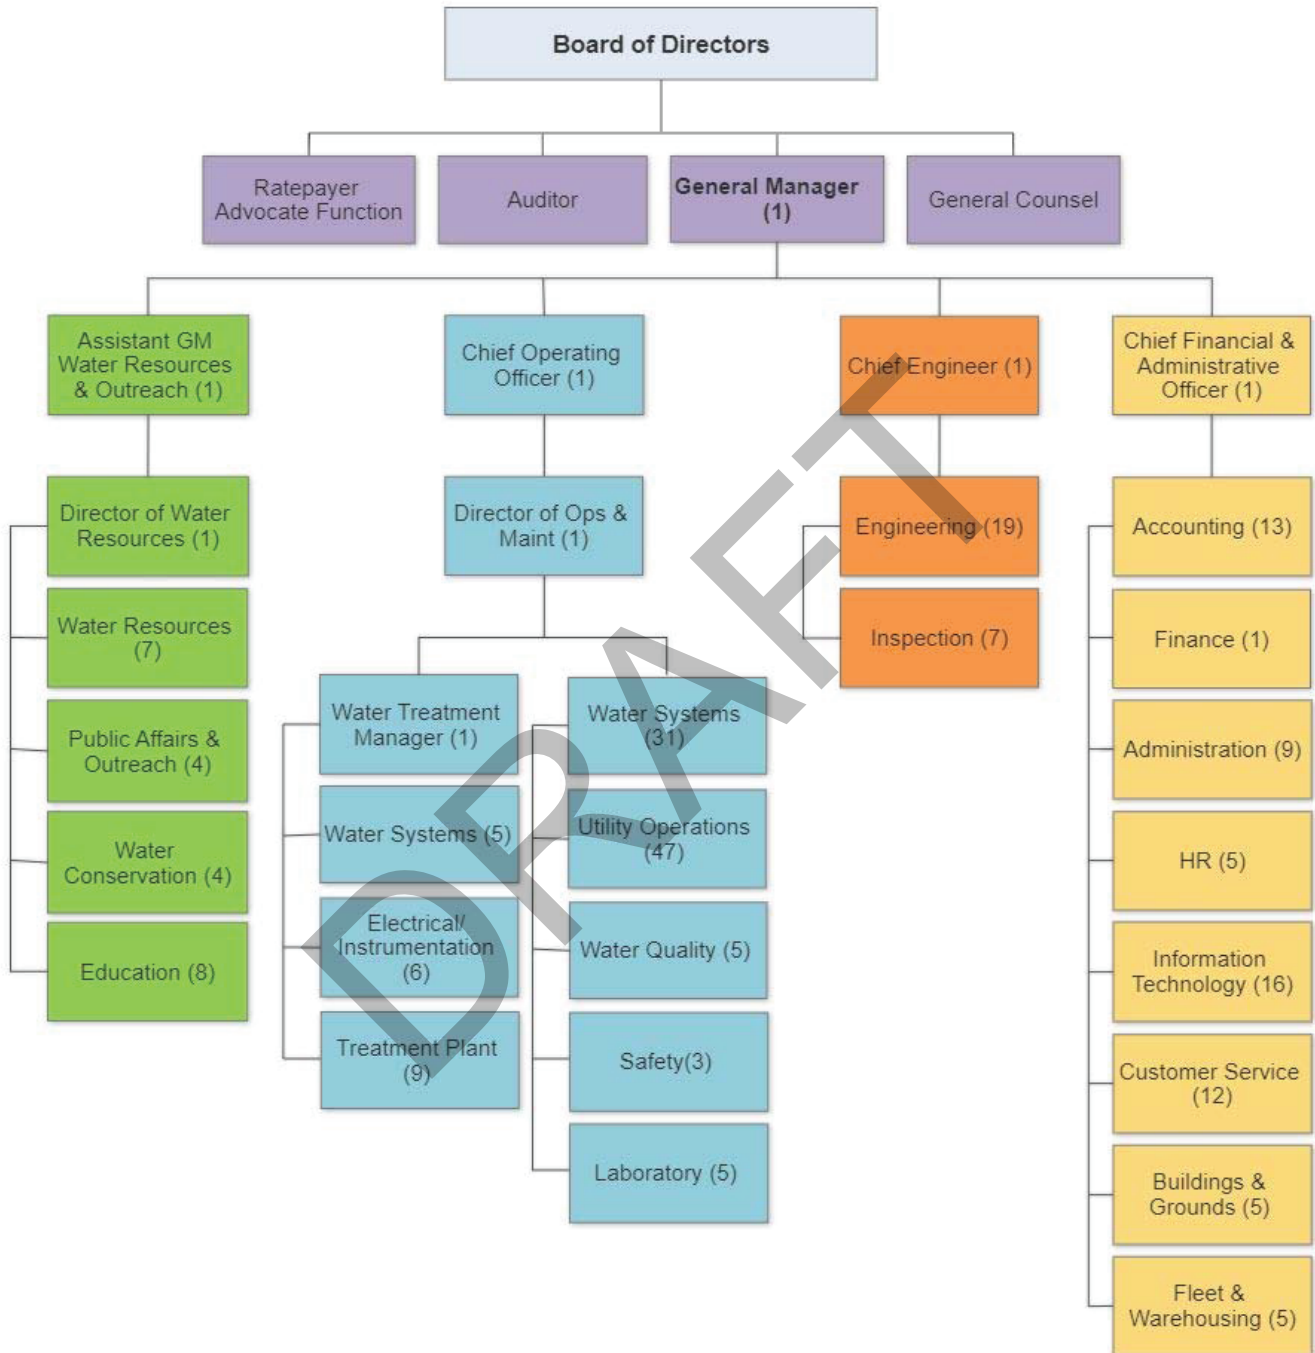 Board of Directors
Ratepayer
Advocate Function
Auditor
General Manager
(1)
General Counsel
Assistant GM
Water Resources
& Outreach (1)
Chief Operating
Officer (1)
Chief Engineer (1)
Chief Financial &
Administrative
Officer (1)
Director of Water
Resources (1)
Water Resources
(7)
Public Affairs &
Outreach (4)
Water
Conservation (4)
Education (8)
Director of Ops &
Maint (1)
Water Treatment
Manager (1)
Water Systems (5)
Electrical/
Instrumentation
(6)
Treatment Plant
(9)
Water Systems
(31)
Utility Operations
(47)
Water Quality (5)
Safety(3)
Laboratory (5)
Engineering (19)
Inspection (7)
Accounting (13)
Finance (1)
Administration (9)
HR (5)
Information
Technology (16)
Customer Service
(12)
Buildings &
Grounds (5)
Fleet &
Warehousing (5)
DRAFT